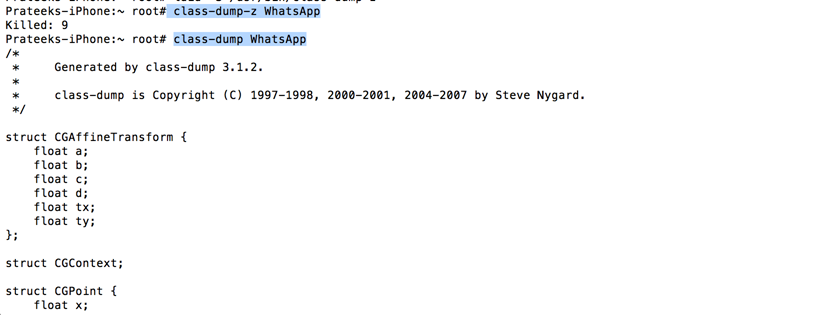 Prateeks-iPhone:~ root# class-dump-z WhatsApp
Killed: 9
Prateeks-iPhone:~ root# class-dump WhatsApp
/*
 *     Generated by class-dump 3.1.2.
 *
 *     class-dump is Copyright (C) 1997-1998, 2000-2001, 2004-2007 by Steve Nygard.
 */
struct CGAffineTransform {
    float a;
    float b;
    float c;
    float d;
    float tx;
    float ty;
};
struct CGContext;
struct CGPoint {
    float x;